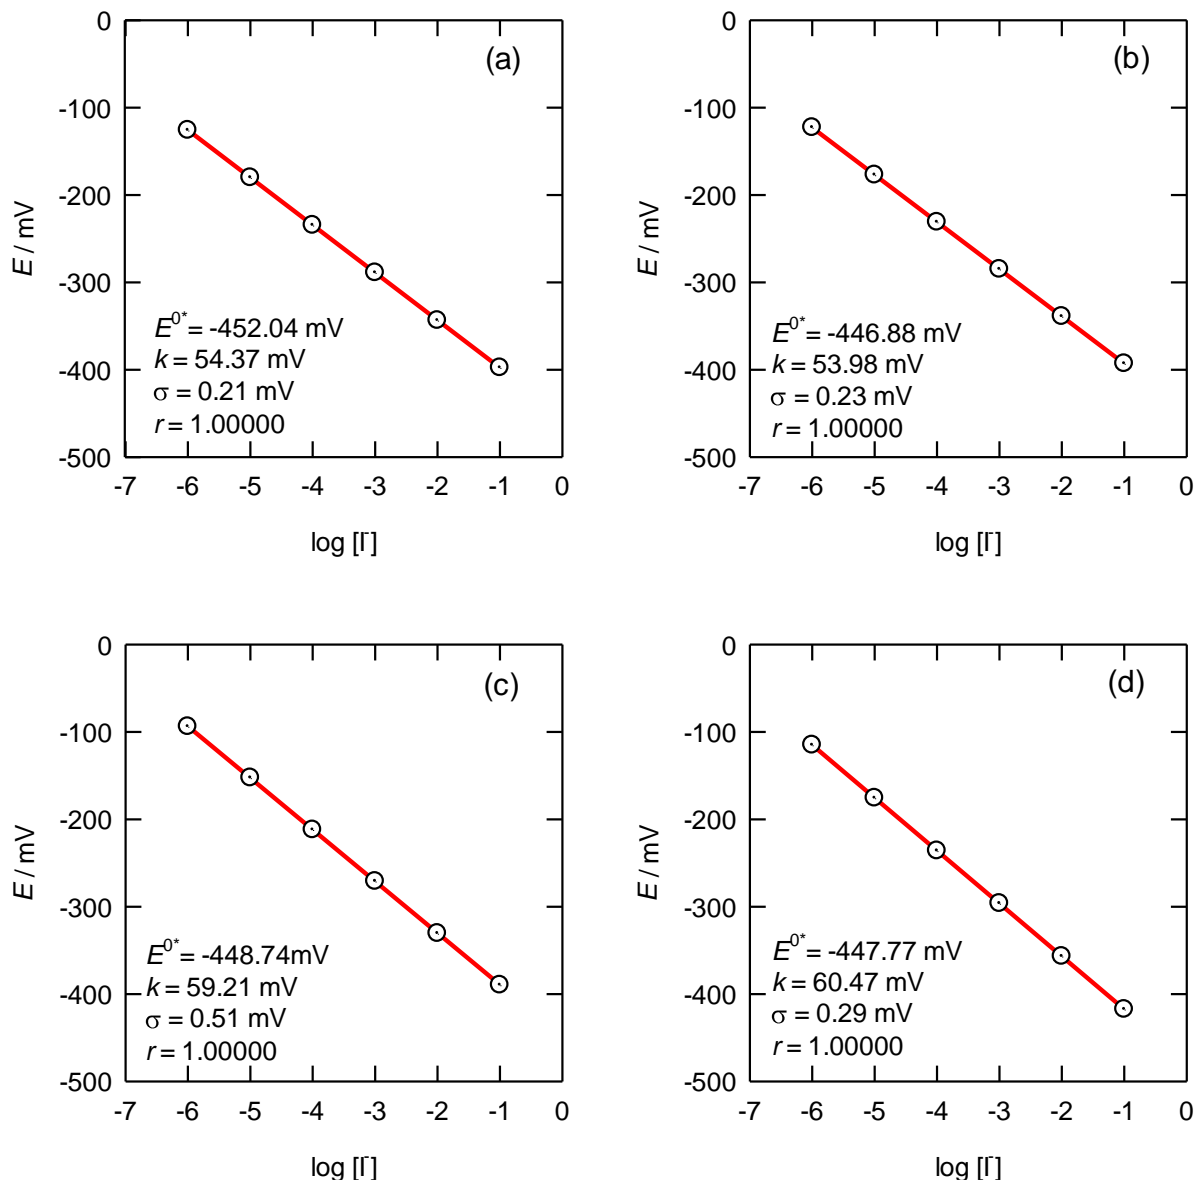 (a)
0
-100
-200
-300
-400
-500
E / mV
E0*= -452.04 mV
k = 54.37 mV
σ = 0.21 mV
r = 1.00000
-7 -6 -5 -4 -3 -2 -1 0
log [I-]
(b)
0
-100
-200
-300
-400
-500
E / mV
E0*= -446.88 mV
k = 53.98 mV
σ = 0.23 mV
r = 1.00000
-7 -6 -5 -4 -3 -2 -1 0
log [I-]
(c)
0
-100
-200
-300
-400
-500
E / mV
E0*= -448.74mV
k = 59.21 mV
σ = 0.51 mV
r = 1.00000
-7 -6 -5 -4 -3 -2 -1 0
log [I-]
(d)
0
-100
-200
-300
-400
-500
E / mV
E0*= -447.77 mV
k = 60.47 mV
σ = 0.29 mV
r = 1.00000
-7 -6 -5 -4 -3 -2 -1 0
log [I-]